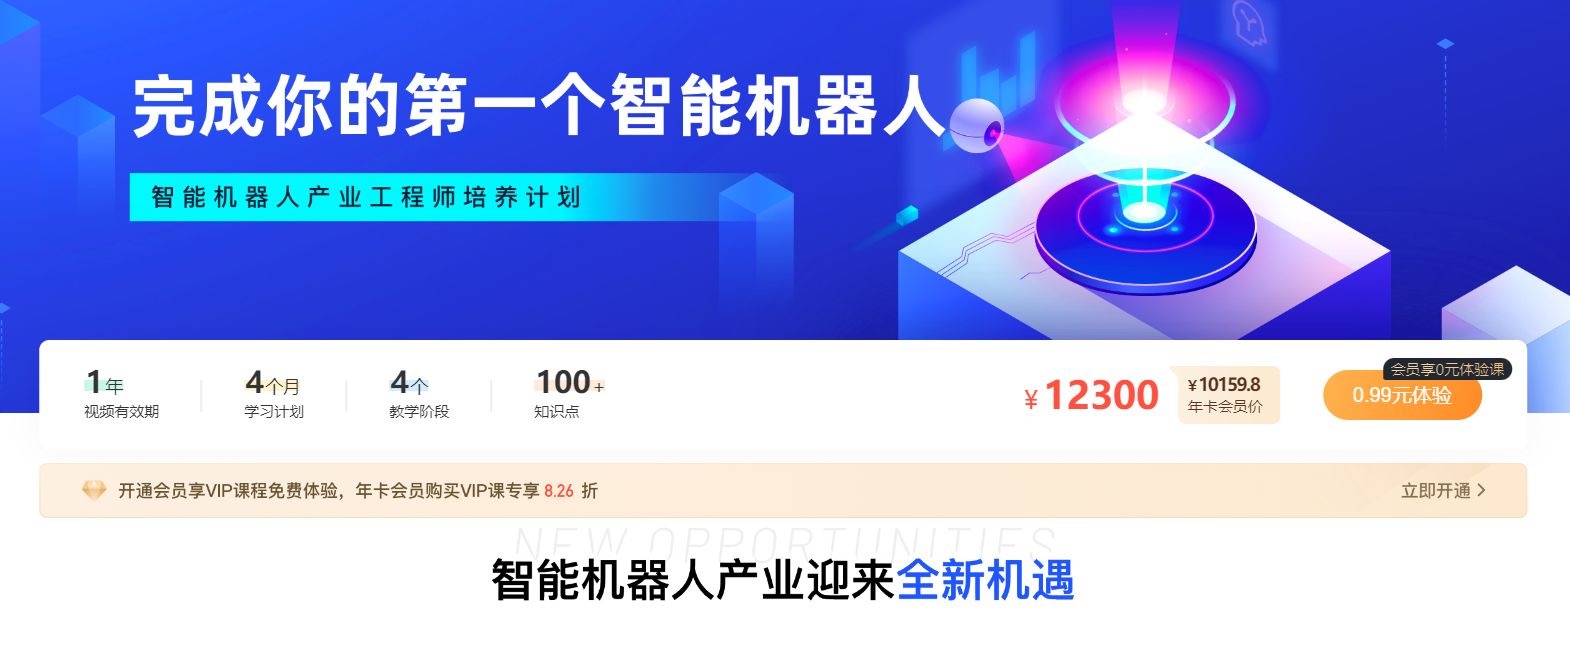 完成你的第一个智能机器人
智能机器人产业工程师培养计划
1年
视频有效期
4个月
学习计划
4个
教学阶段
100+
知识点
¥12300
¥10159.8
年卡会员价
会员享0元体验课
0.99元体验
开通会员享VIP课程免费体验，年卡会员购买VIP课专享 8.26 折
立即开通 >
NEW OPPORTUNITIES
智能机器人产业迎来全新机遇